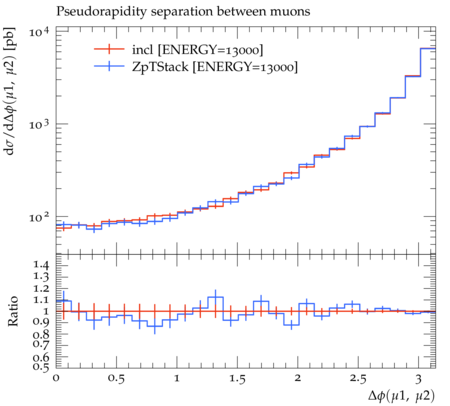 Pseudorapidity separation between muons
dσ/dΔϕ(μ1, μ2) [pb]
10⁴
incl [ENERGY=13000]
ZpTStack [ENERGY=13000]
10³
10²
Ratio
1.4
1.3
1.2
1.1
1
0.9
0.8
0.7
0.6
0.5
0 0.5 1 1.5 2 2.5 3
Δϕ(μ1, μ2)